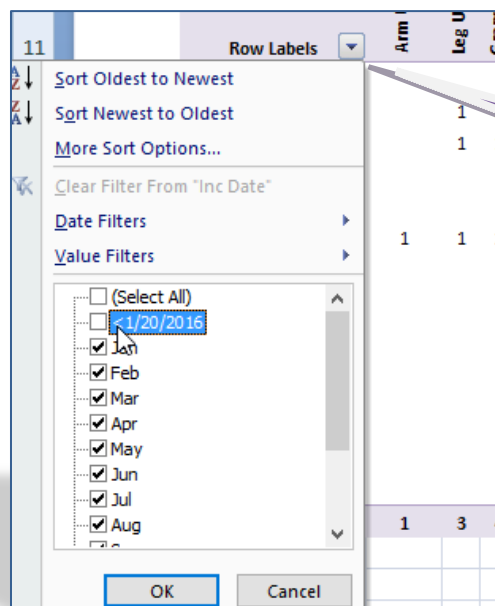 11
Row Labels
Arm
Leg U
Sort Oldest to Newest
Sort Newest to Oldest
More Sort Options...
Clear Filter From "Inc Date"
Date Filters
Value Filters
(Select All)
<1/20/2016
Jan
Feb
Mar
Apr
May
Jun
Jul
Aug
OK
Cancel
1
1
1 1
1 3